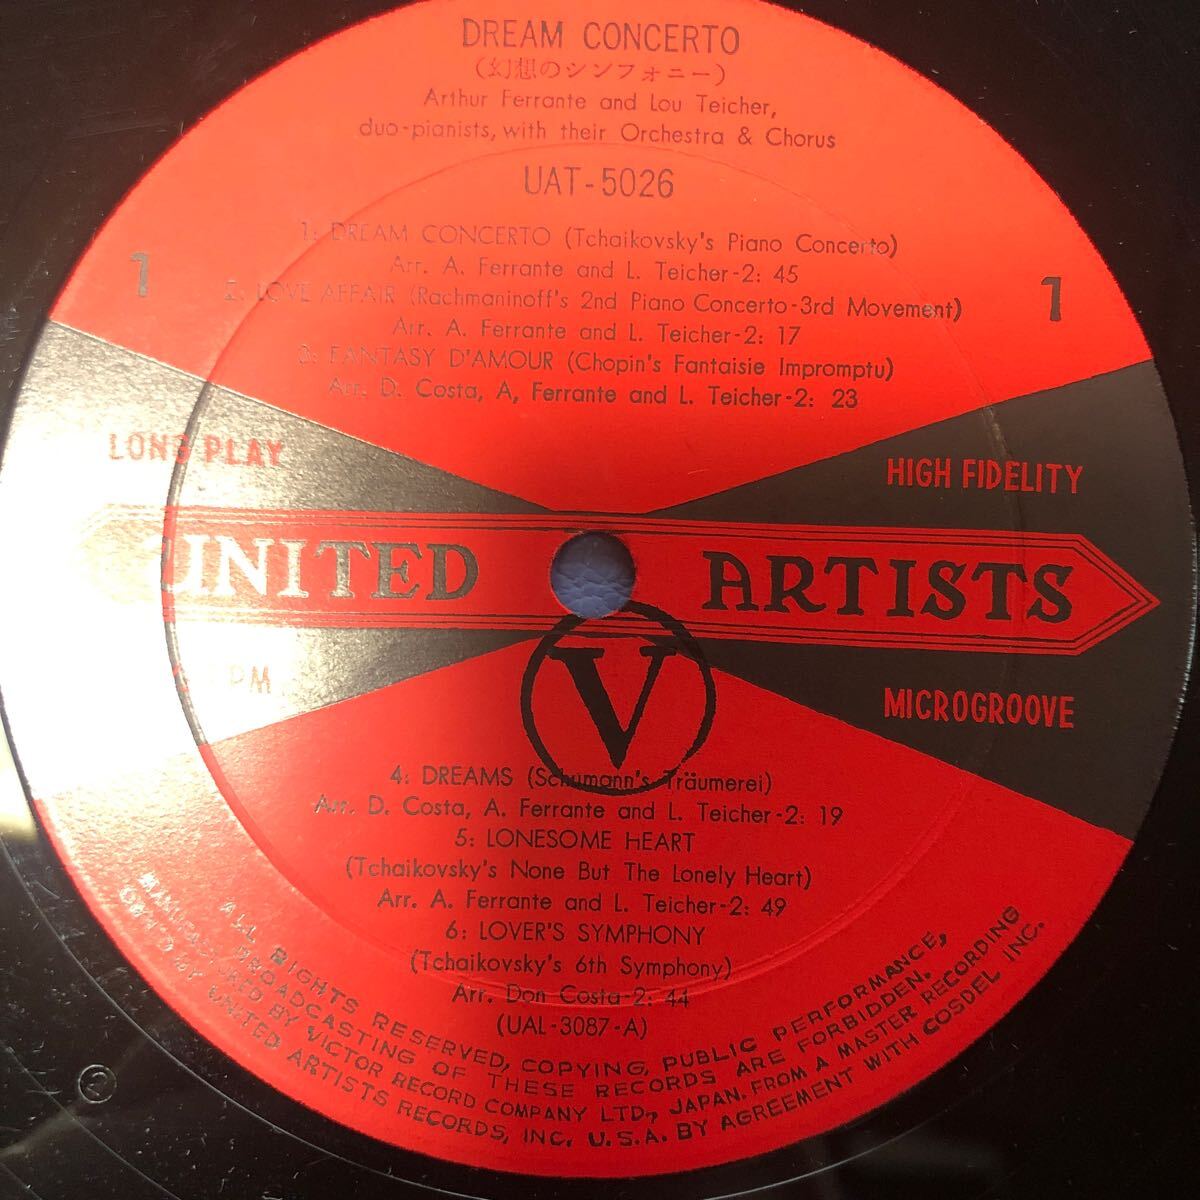 DREAM CONCERTO
(幻想のシンフォニー)
Arthur Ferrante and Lou Teicher,
duo-pianists, with their Orchestra & Chorus
UAT-5026
1: DREAM CONCERTO (Tchaikovsky's Piano Concerto)
Arr. A. Ferrante and L. Teicher-2: 45
1
1
2. LOVE AFFAIR (Rachmaninoff's 2nd Piano Concerto-3rd Movement)
Arr. A. Ferrante and L. Teicher-2: 17
3: FANTASY D'AMOUR (Chopin's Fantaisie Impromptu)
Arr. D. Costa, A, Ferrante and L. Teicher-2: 23
LONG PLAY
HIGH FIDELITY
UNITED ARTISTS
RPM
MICROGROOVE
V
4: DREAMS (Schumann's Träumerei)
Arr. D. Costa, A. Ferrante and L. Teicher-2: 19
5: LONESOME HEART
(Tchaikovsky's None But The Lonely Heart)
Arr. A. Ferrante and L. Teicher-2: 49
6: LOVER'S SYMPHONY
(Tchaikovsky's 6th Symphony)
Arr. Don Costa-2: 44
(UAL-3087-A)
ALL RIGHTS RESERVED, COPYING, PUBLIC PERFORMANCE,
BROADCASTING OF THESE RECORDS ARE FORBIDDEN.
MANUFACTURED BY VICTOR RECORD COMPANY LTD., JAPAN, FROM A MASTER RECORDING
OWNED BY UNITED ARTISTS RECORDS, INC. U.S.A. BY AGREEMENT WITH COSDEL INC.
2